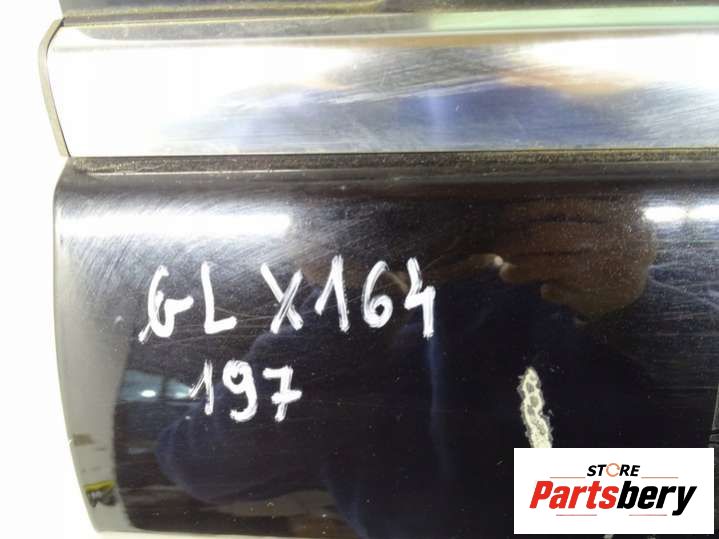 GL X164
197
STORE
Partsbery